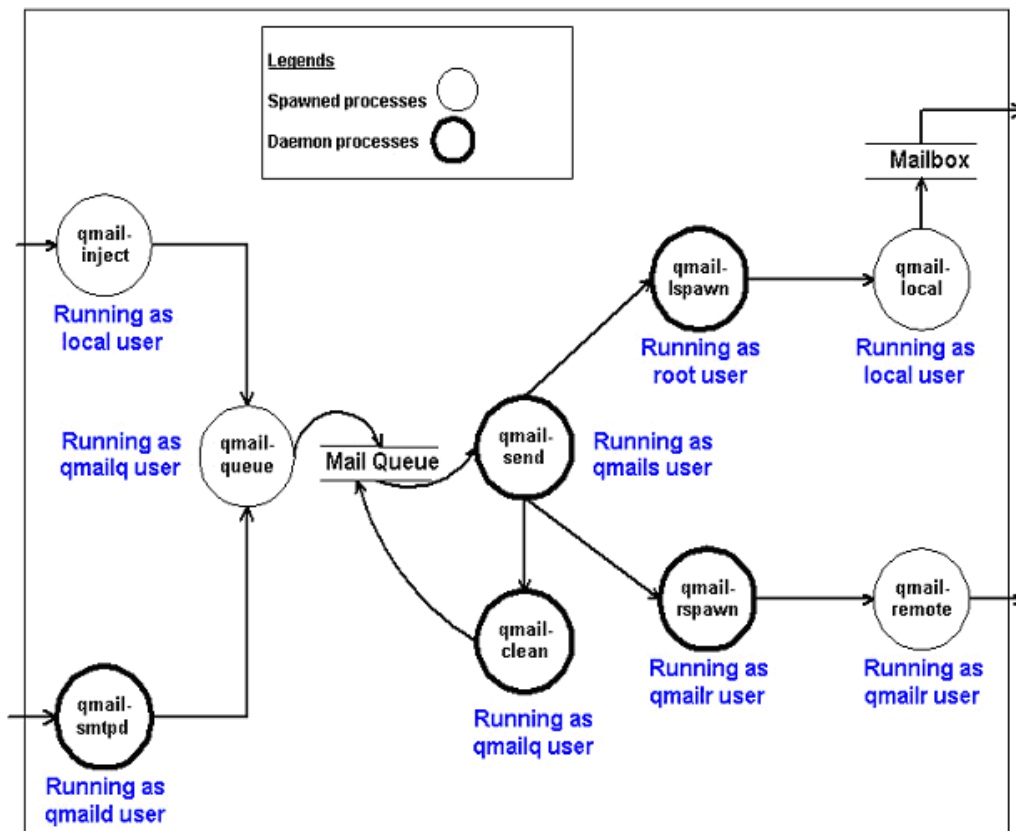 Legends
Spawned processes
Daemon processes
Mailbox
qmail-
inject
Running as
local user
qmail-
lspawn
Running as
root user
qmail-
local
Running as
local user
Running as
qmailq user
qmail-
queue
Mail Queue
qmail-
send
Running as
qmails user
qmail-
clean
Running as
qmailq user
qmail-
rspawn
Running as
qmailr user
qmail-
remote
Running as
qmailr user
qmail-
smtpd
Running as
qmaild user